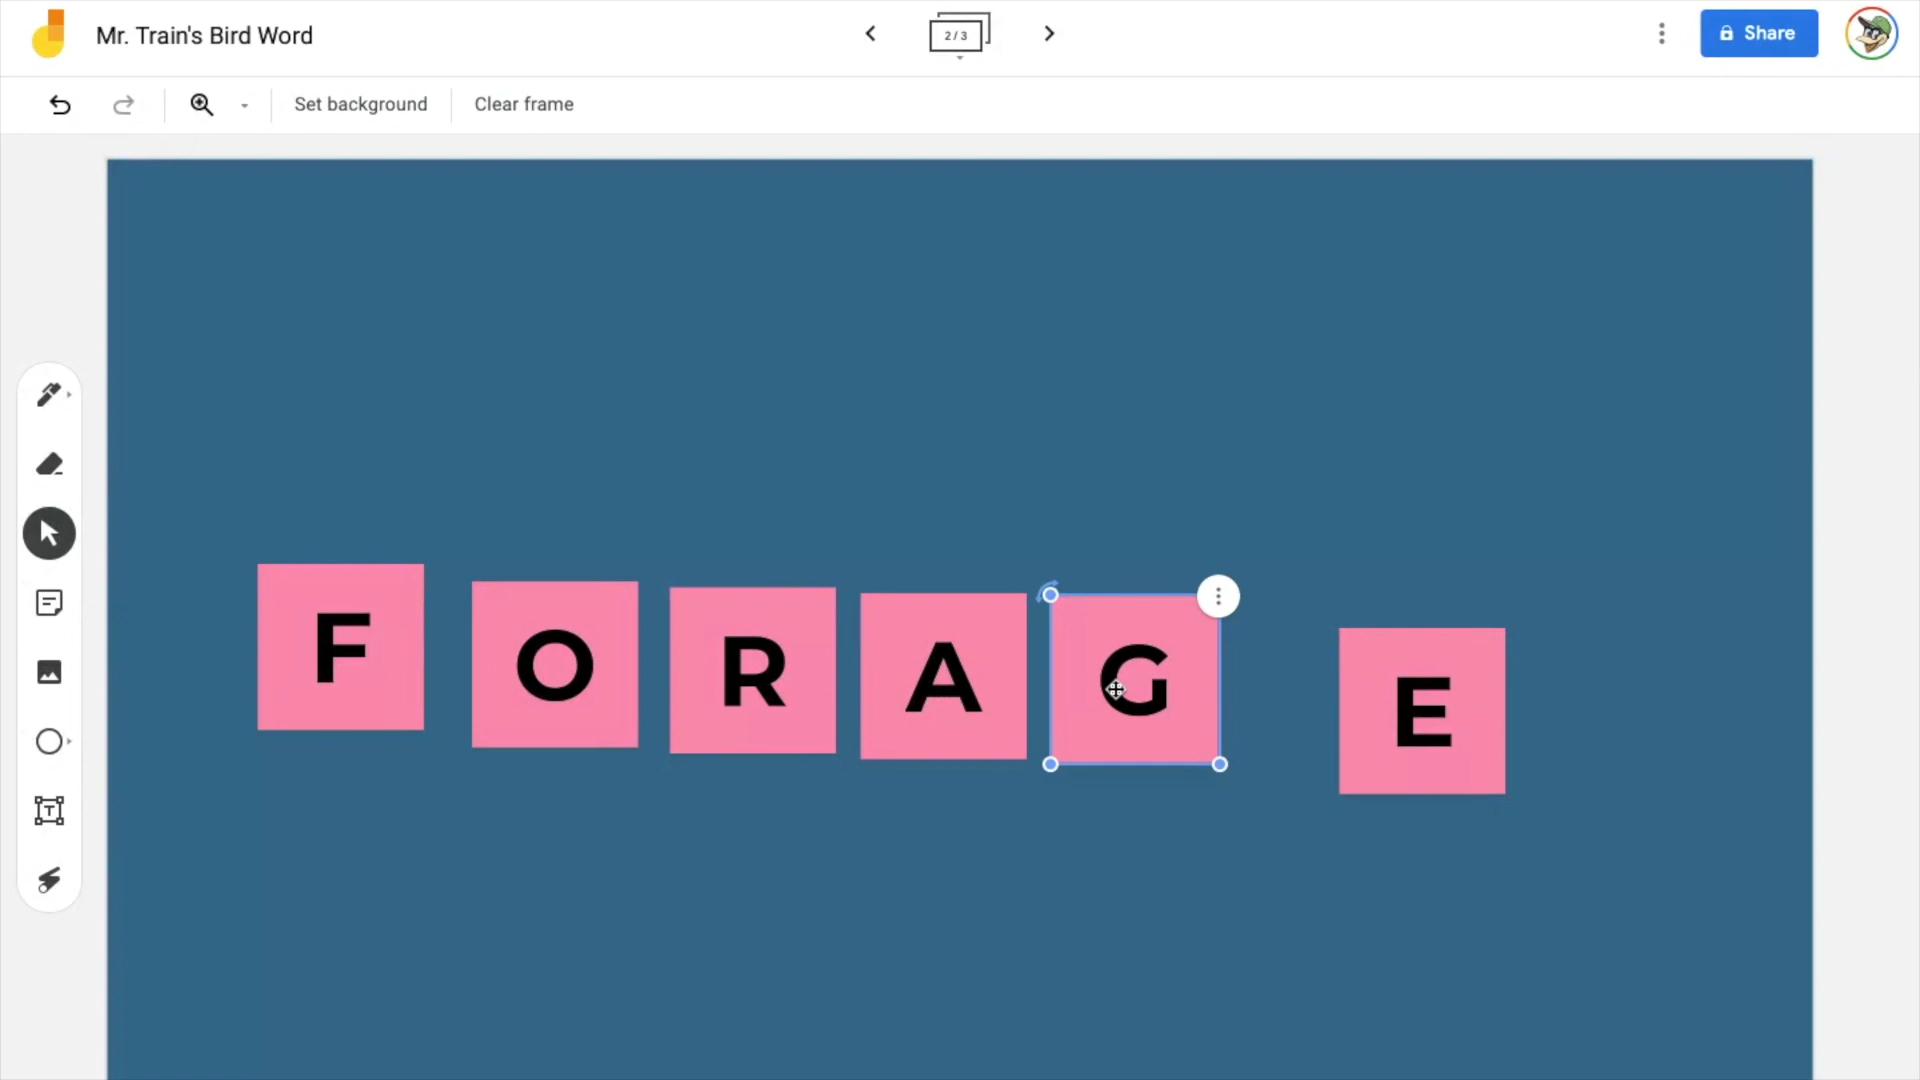 Mr. Train's Bird Word
2 / 3
Share
Set background
Clear frame
F O R A G E
T